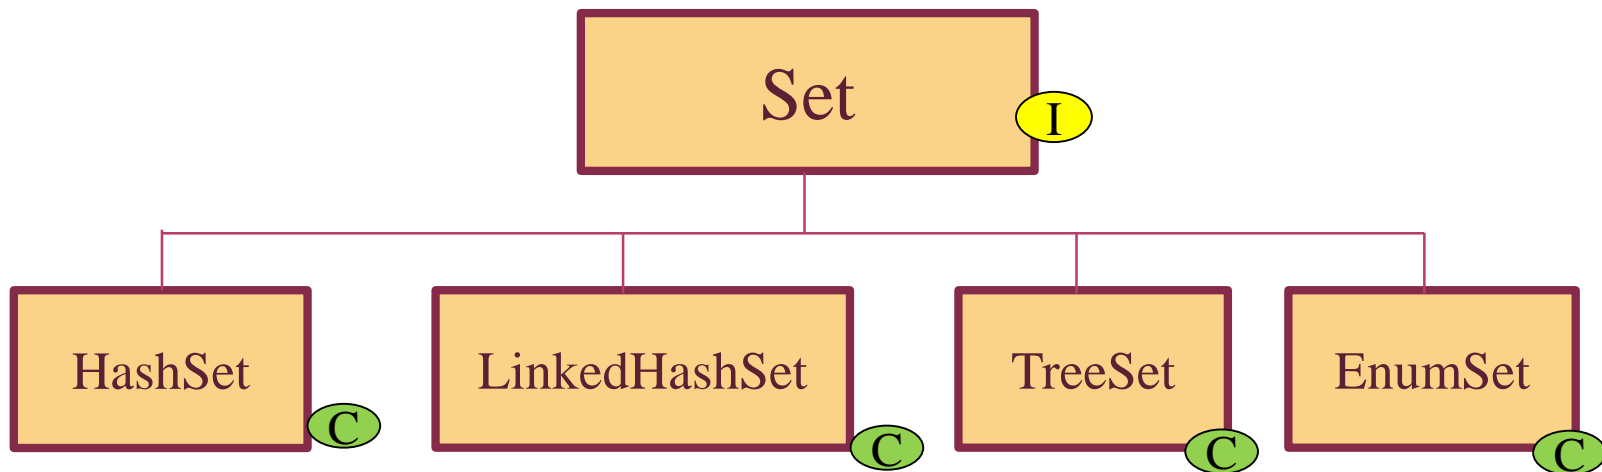 Set
I
HashSet
C
LinkedHashSet
C
TreeSet
C
EnumSet
C